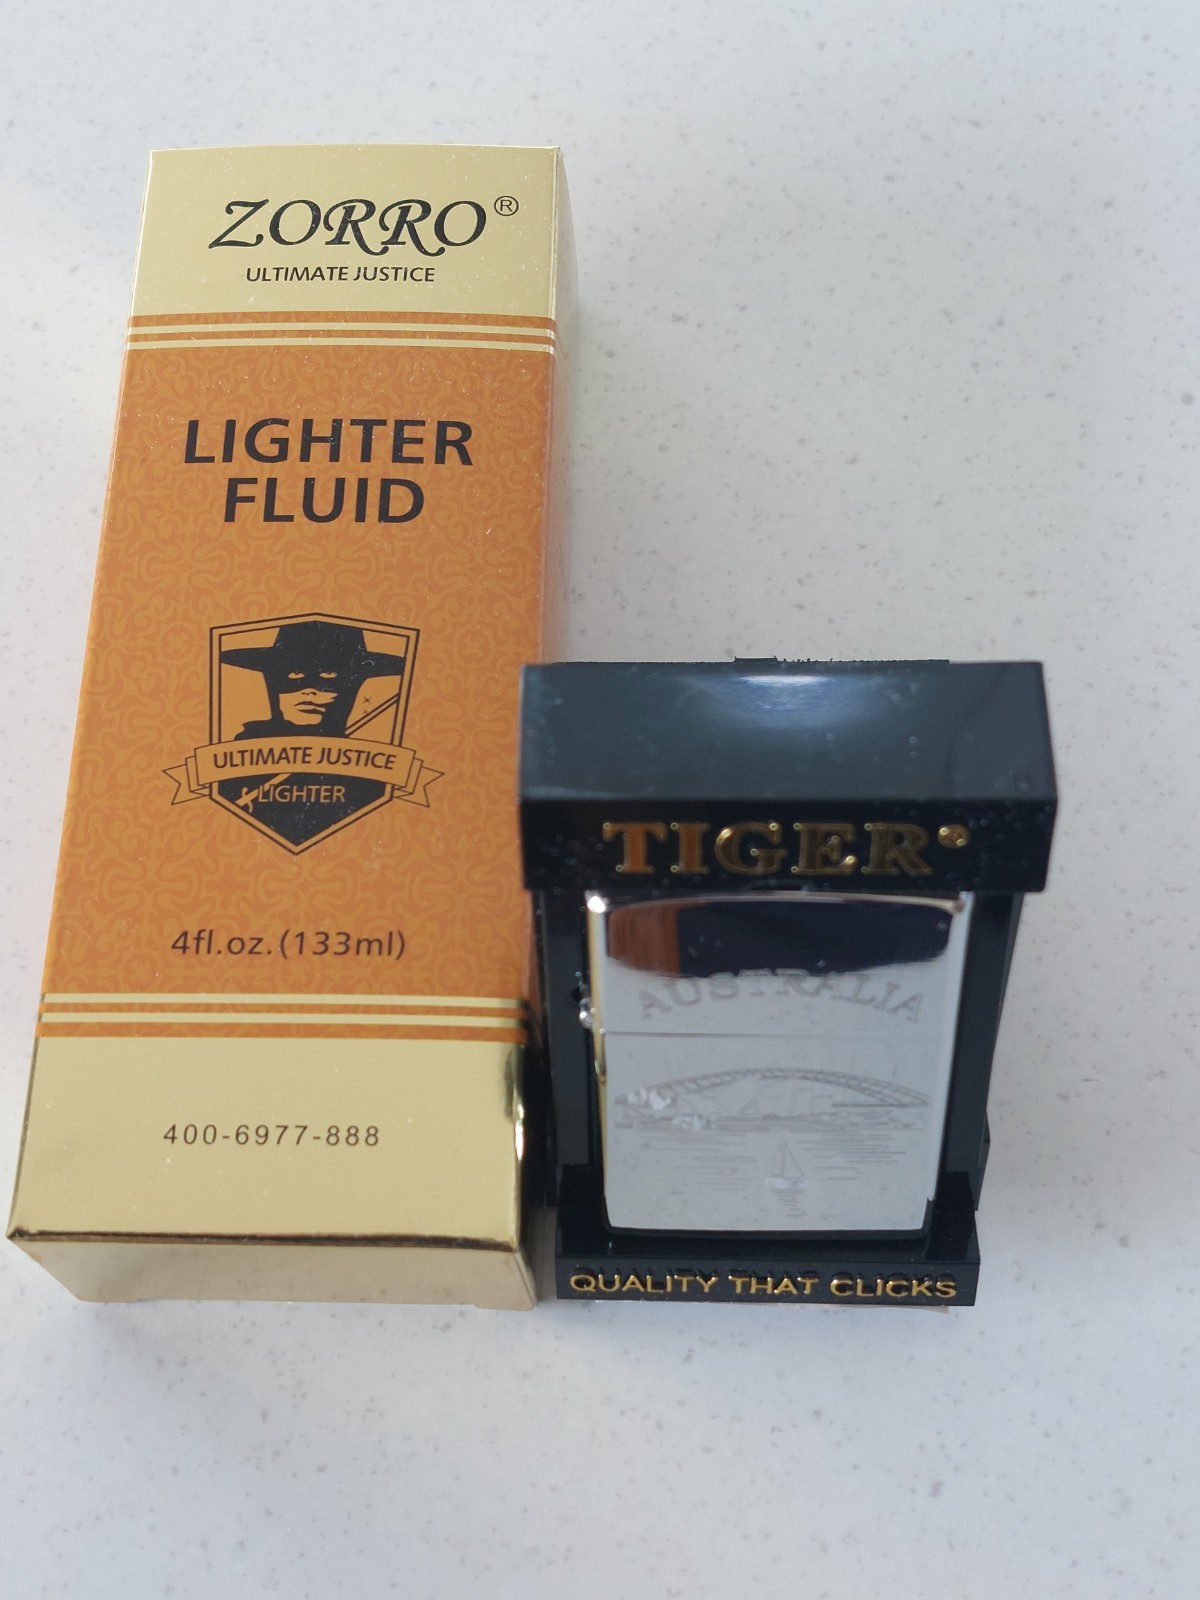 ZORRO®
ULTIMATE JUSTICE
LIGHTER
FLUID
ULTIMATE JUSTICE
LIGHTER
4fl.oz.(133ml)
400-6977-888
TIGER®
AUSTRALIA
QUALITY THAT CLICKS